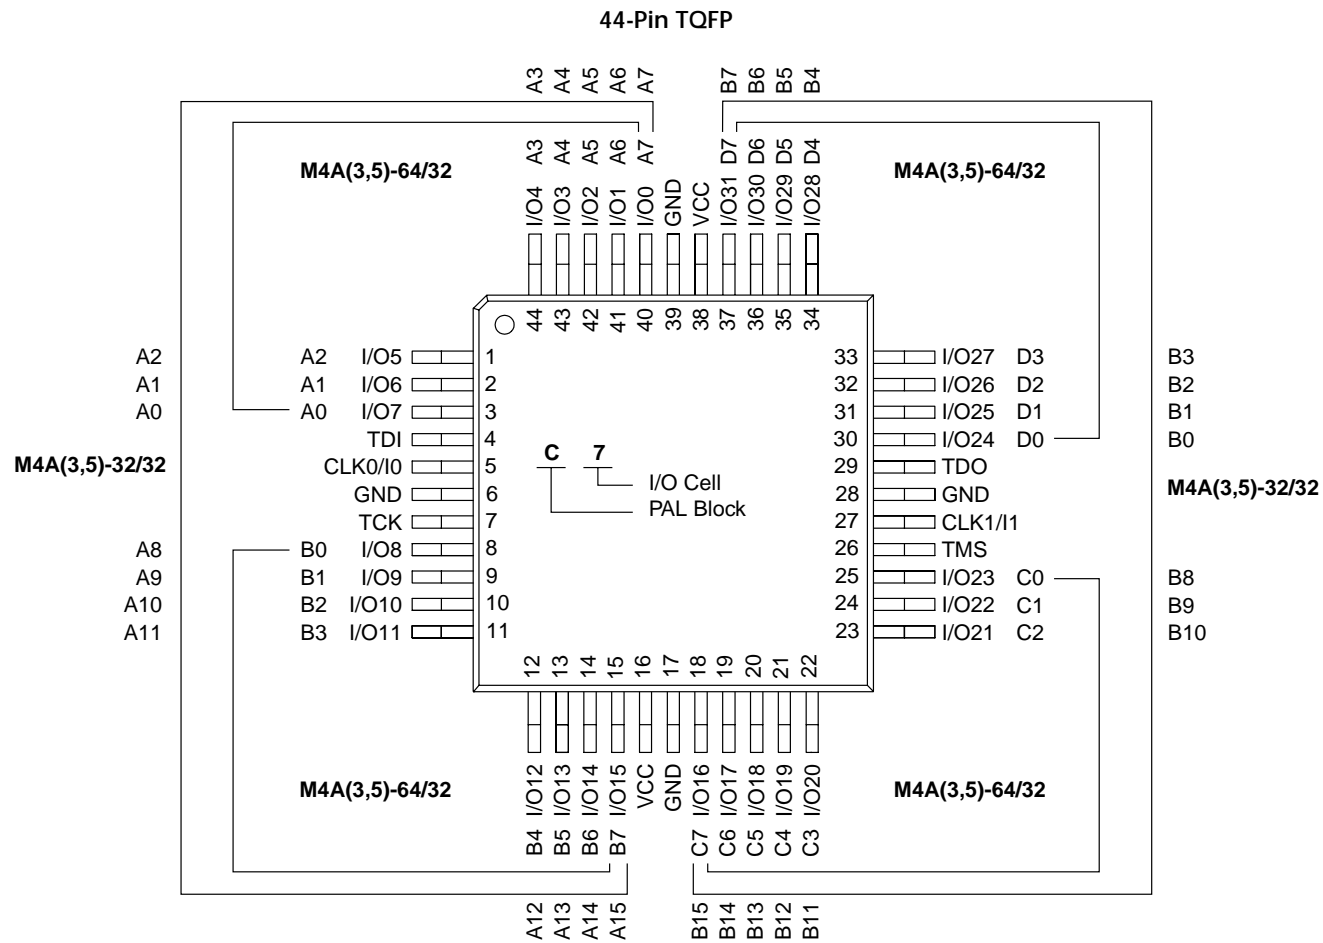 44-Pin TQFP
A3 A4 A5 A6 A7 B7 B6 B5 B4
A3 A4 A5 A6 A7 D7 D6 D5 D4
M4A(3,5)-64/32 M4A(3,5)-64/32
I/O4 I/O3 I/O2 I/O1 I/O0 GND VCC I/O31 I/O30 I/O29 I/O28
44 43 42 41 40 39 38 37 36 35 34
A2 A2 I/O5 1 33 I/O27 D3 B3
A1 A1 I/O6 2 32 I/O26 D2 B2
A0 A0 I/O7 3 31 I/O25 D1 B1
TDI 4 30 I/O24 D0 B0
M4A(3,5)-32/32 CLK0/I0 5 C 7 29 TDO
I/O Cell
GND 6 28 GND M4A(3,5)-32/32
PAL Block
TCK 7 27 CLK1/I1
A8 B0 I/O8 8 26 TMS
A9 B1 I/O9 9 25 I/O23 C0 B8
A10 B2 I/O10 10 24 I/O22 C1 B9
A11 B3 I/O11 11 23 I/O21 C2 B10
12 13 14 15 16 17 18 19 20 21 22
I/O12 I/O13 I/O14 I/O15 VCC GND I/O16 I/O17 I/O18 I/O19 I/O20
M4A(3,5)-64/32 M4A(3,5)-64/32
B4 B5 B6 B7 C7 C6 C5 C4 C3
A12 A13 A14 A15 B15 B14 B13 B12 B11